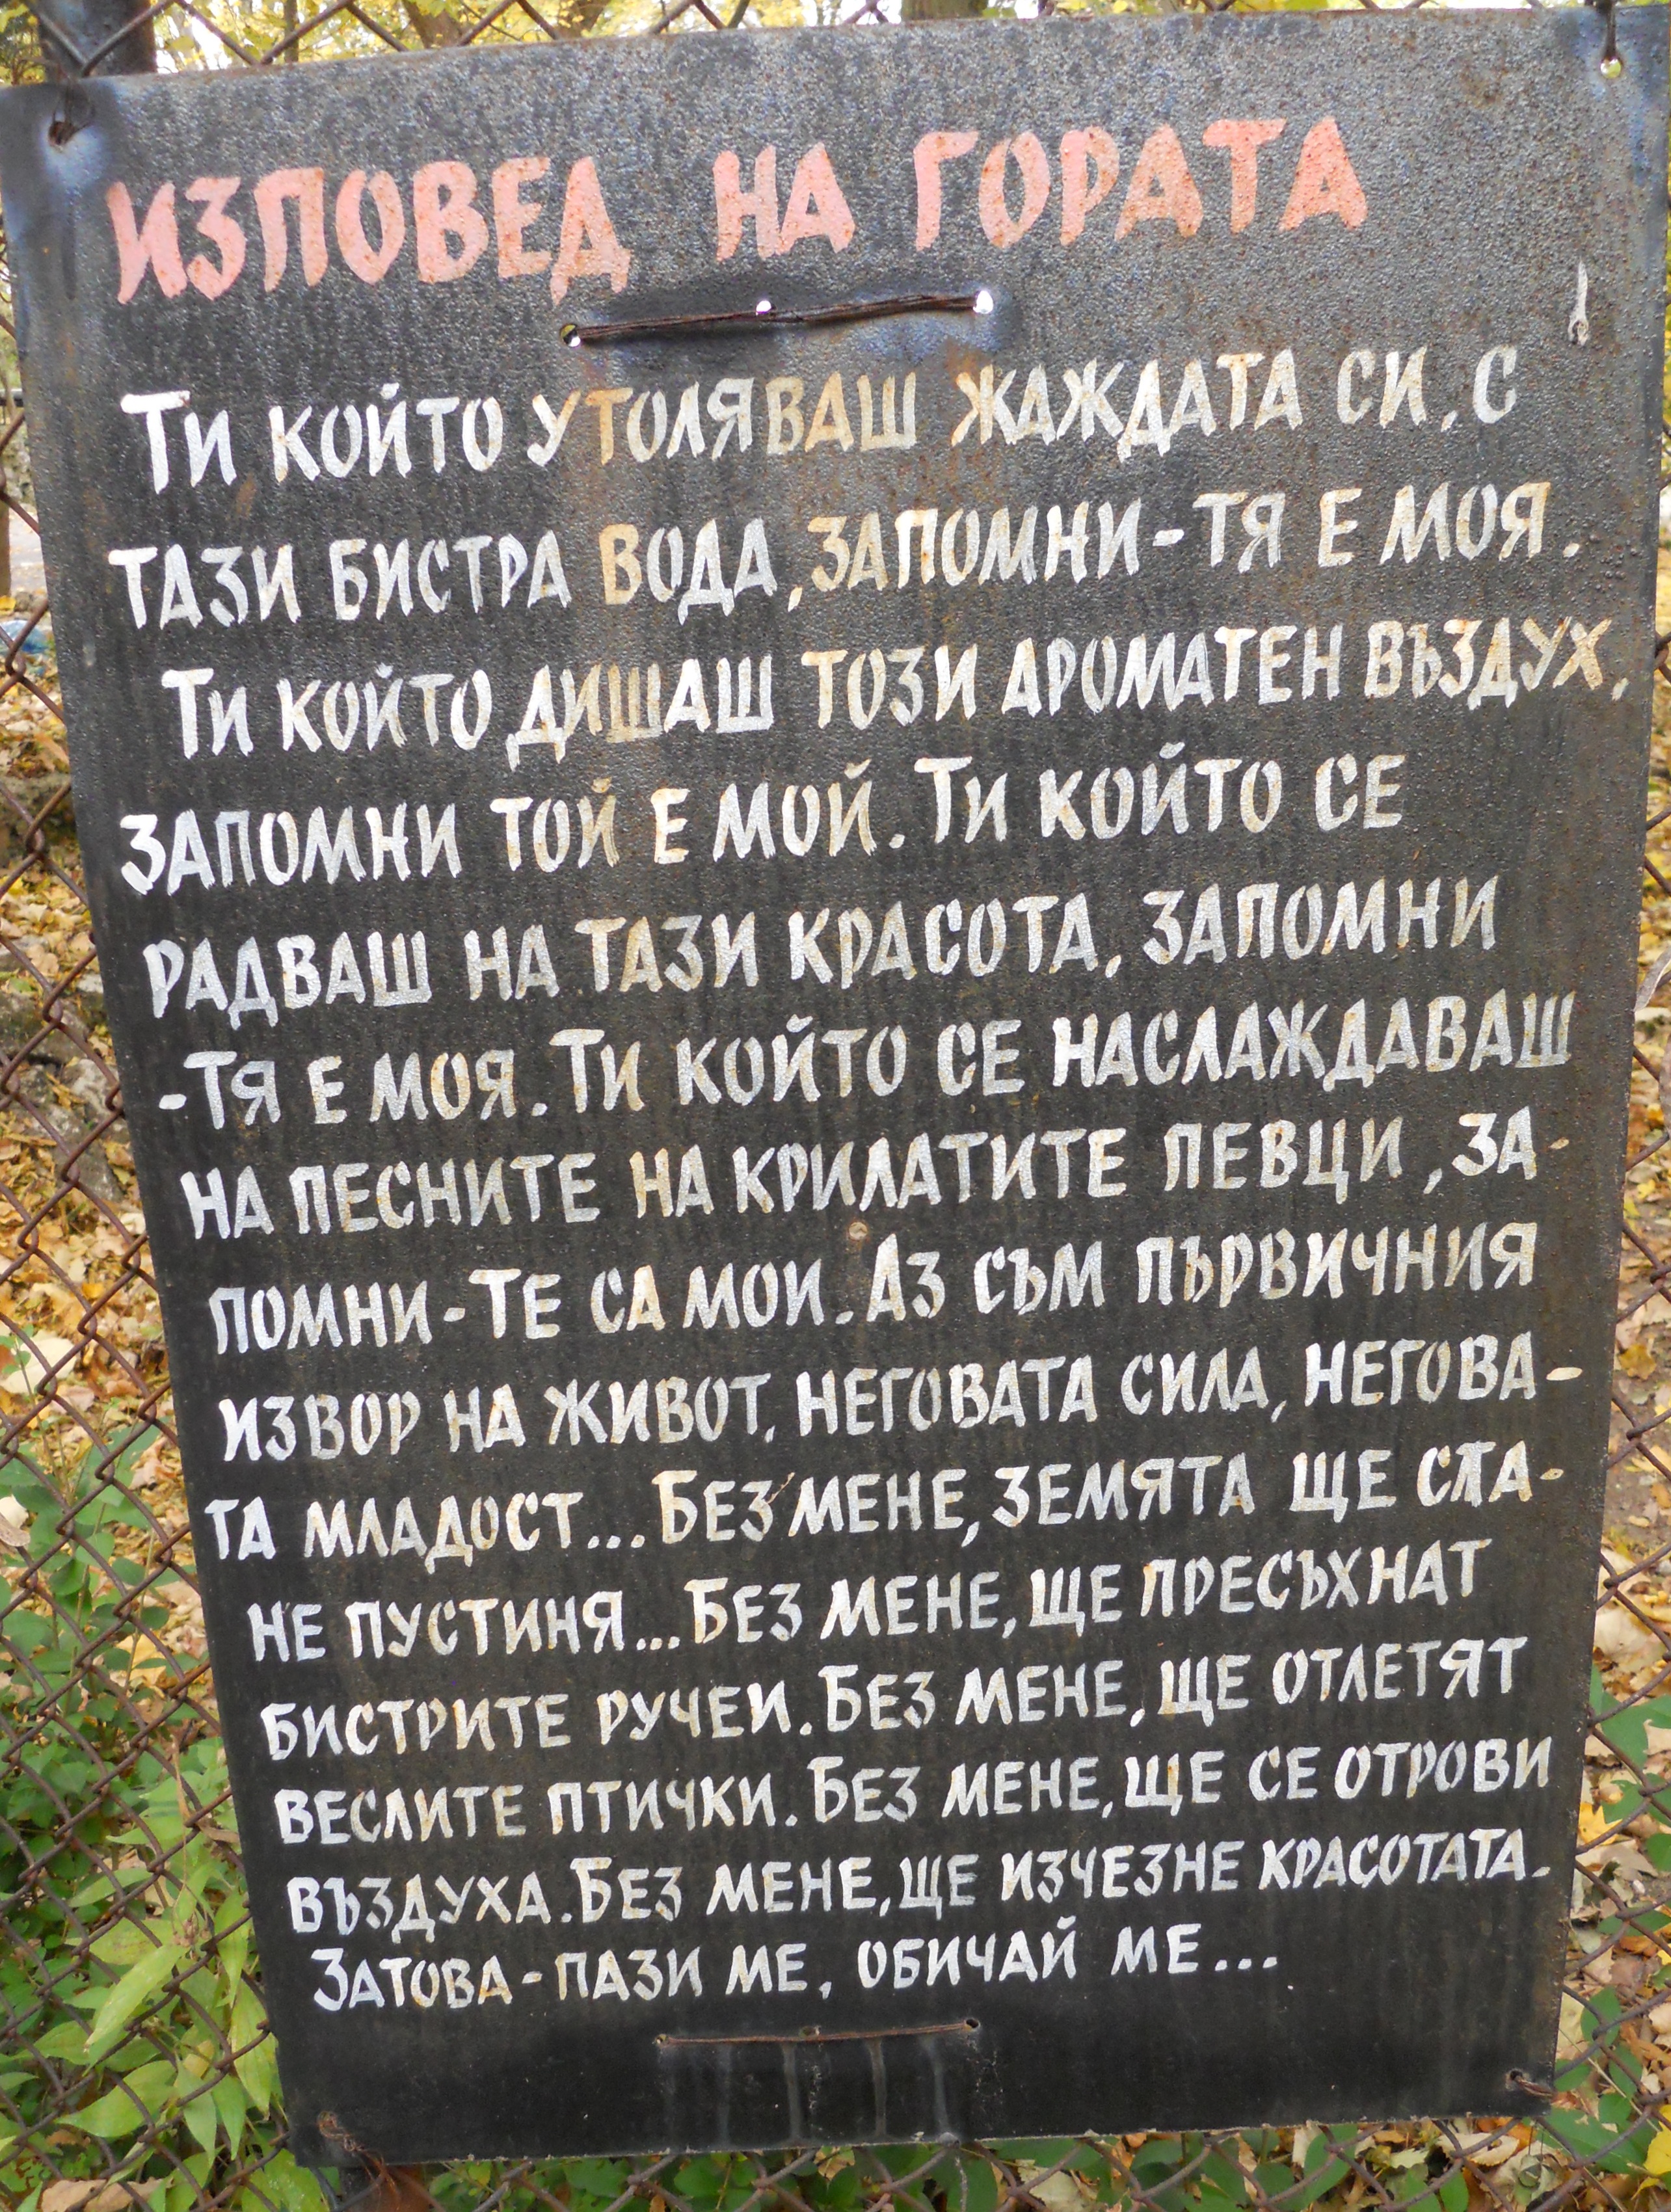 ИЗПОВЕД НА ГОРАТА
Ти който утоляваш жаждата си, с
тази бистра вода, запомни-тя е моя.
Ти който дишаш този ароматен въздух,
запомни той е мой. Ти който се
радваш на тази красота, запомни
-тя е моя. Ти който се наслаждаваш
на песните на крилатите певци, за-
помни-те са мои. Аз съм първичния
извор на живот, неговата сила, негова-
та младост... Без мене, земята ще ста-
не пустиня... Без мене, ще пресъхнат
бистрите ручеи. Без мене, ще отлетят
веслите птички. Без мене, ще се отрови
въздуха. Без мене, ще изчезне красотата.
Затова-пази ме, обичай ме...